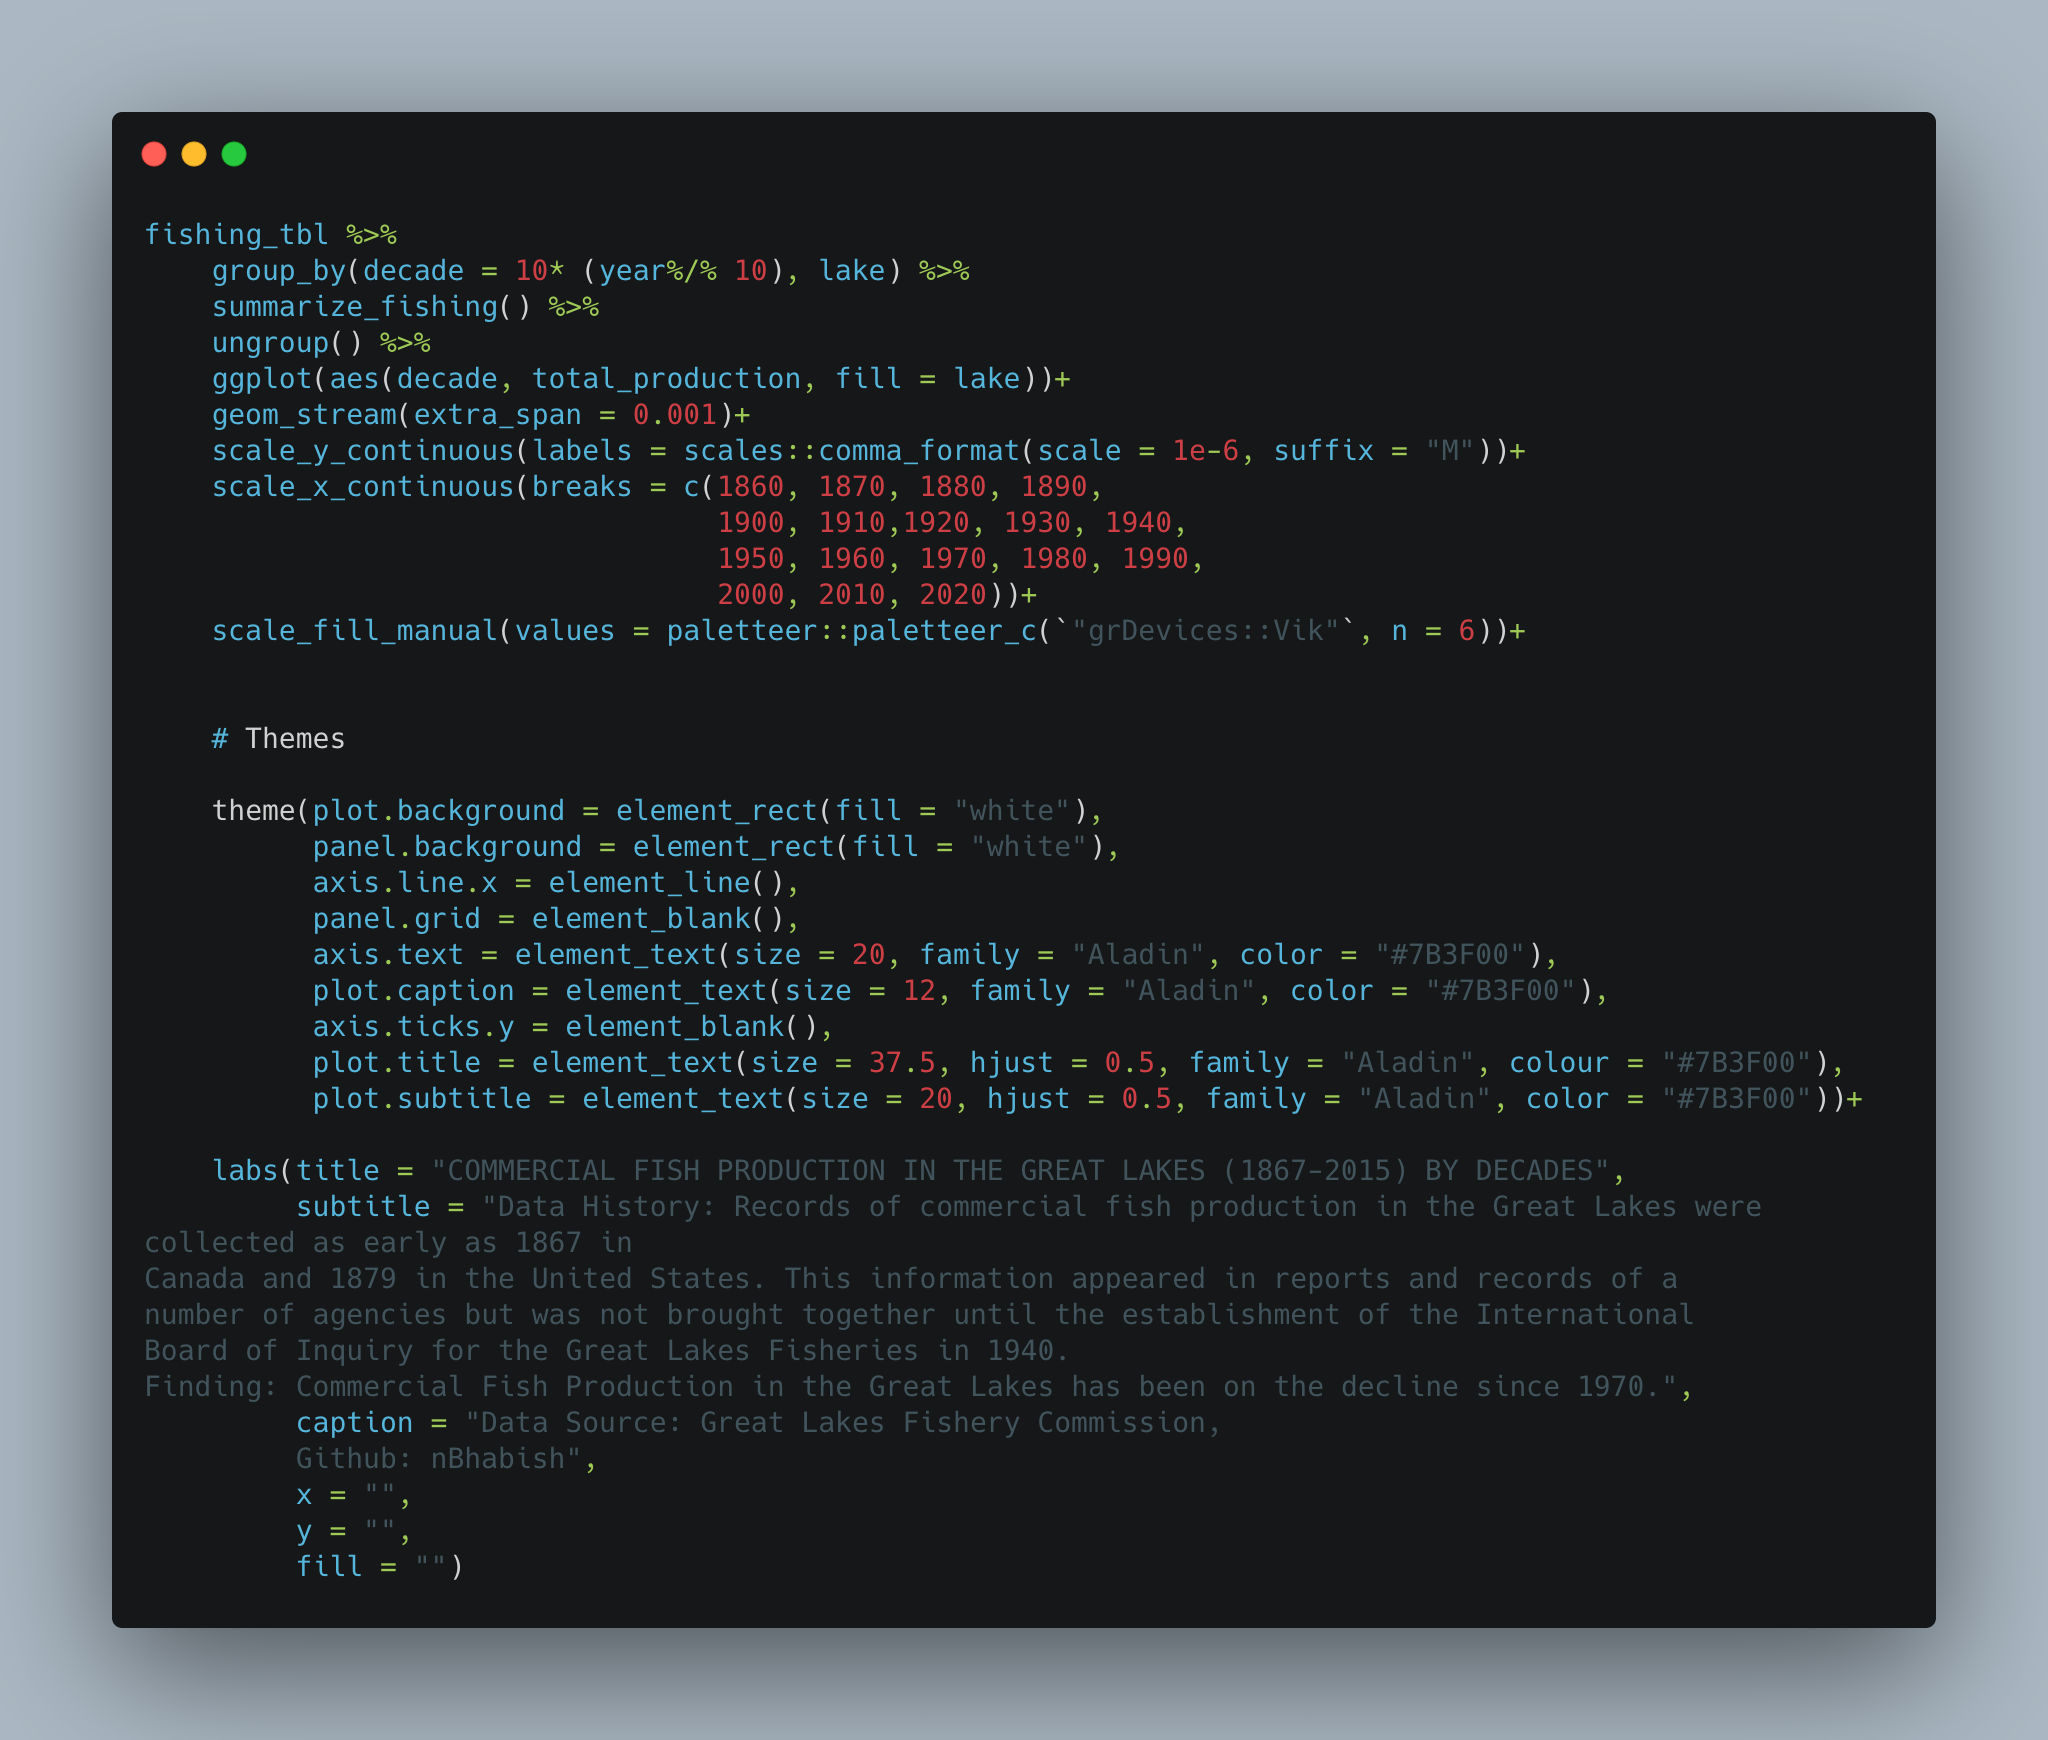 fishing_tbl %>%
    group_by(decade = 10* (year%/% 10), lake) %>%
    summarize_fishing() %>%
    ungroup() %>%
    ggplot(aes(decade, total_production, fill = lake))+
    geom_stream(extra_span = 0.001)+
    scale_y_continuous(labels = scales::comma_format(scale = 1e-6, suffix = "M"))+
    scale_x_continuous(breaks = c(1860, 1870, 1880, 1890,
                                  1900, 1910,1920, 1930, 1940,
                                  1950, 1960, 1970, 1980, 1990,
                                  2000, 2010, 2020))+
    scale_fill_manual(values = paletteer::paletteer_c(`"grDevices::Vik"`, n = 6))+
    # Themes
    theme(plot.background = element_rect(fill = "white"),
          panel.background = element_rect(fill = "white"),
          axis.line.x = element_line(),
          panel.grid = element_blank(),
          axis.text = element_text(size = 20, family = "Aladin", color = "#7B3F00"),
          plot.caption = element_text(size = 12, family = "Aladin", color = "#7B3F00"),
          axis.ticks.y = element_blank(),
          plot.title = element_text(size = 37.5, hjust = 0.5, family = "Aladin", colour = "#7B3F00"),
          plot.subtitle = element_text(size = 20, hjust = 0.5, family = "Aladin", color = "#7B3F00"))+
    labs(title = "COMMERCIAL FISH PRODUCTION IN THE GREAT LAKES (1867-2015) BY DECADES",
         subtitle = "Data History: Records of commercial fish production in the Great Lakes were
collected as early as 1867 in
Canada and 1879 in the United States. This information appeared in reports and records of a
number of agencies but was not brought together until the establishment of the International
Board of Inquiry for the Great Lakes Fisheries in 1940.
Finding: Commercial Fish Production in the Great Lakes has been on the decline since 1970.",
         caption = "Data Source: Great Lakes Fishery Commission,
         Github: nBhabish",
         x = "",
         y = "",
         fill = "")